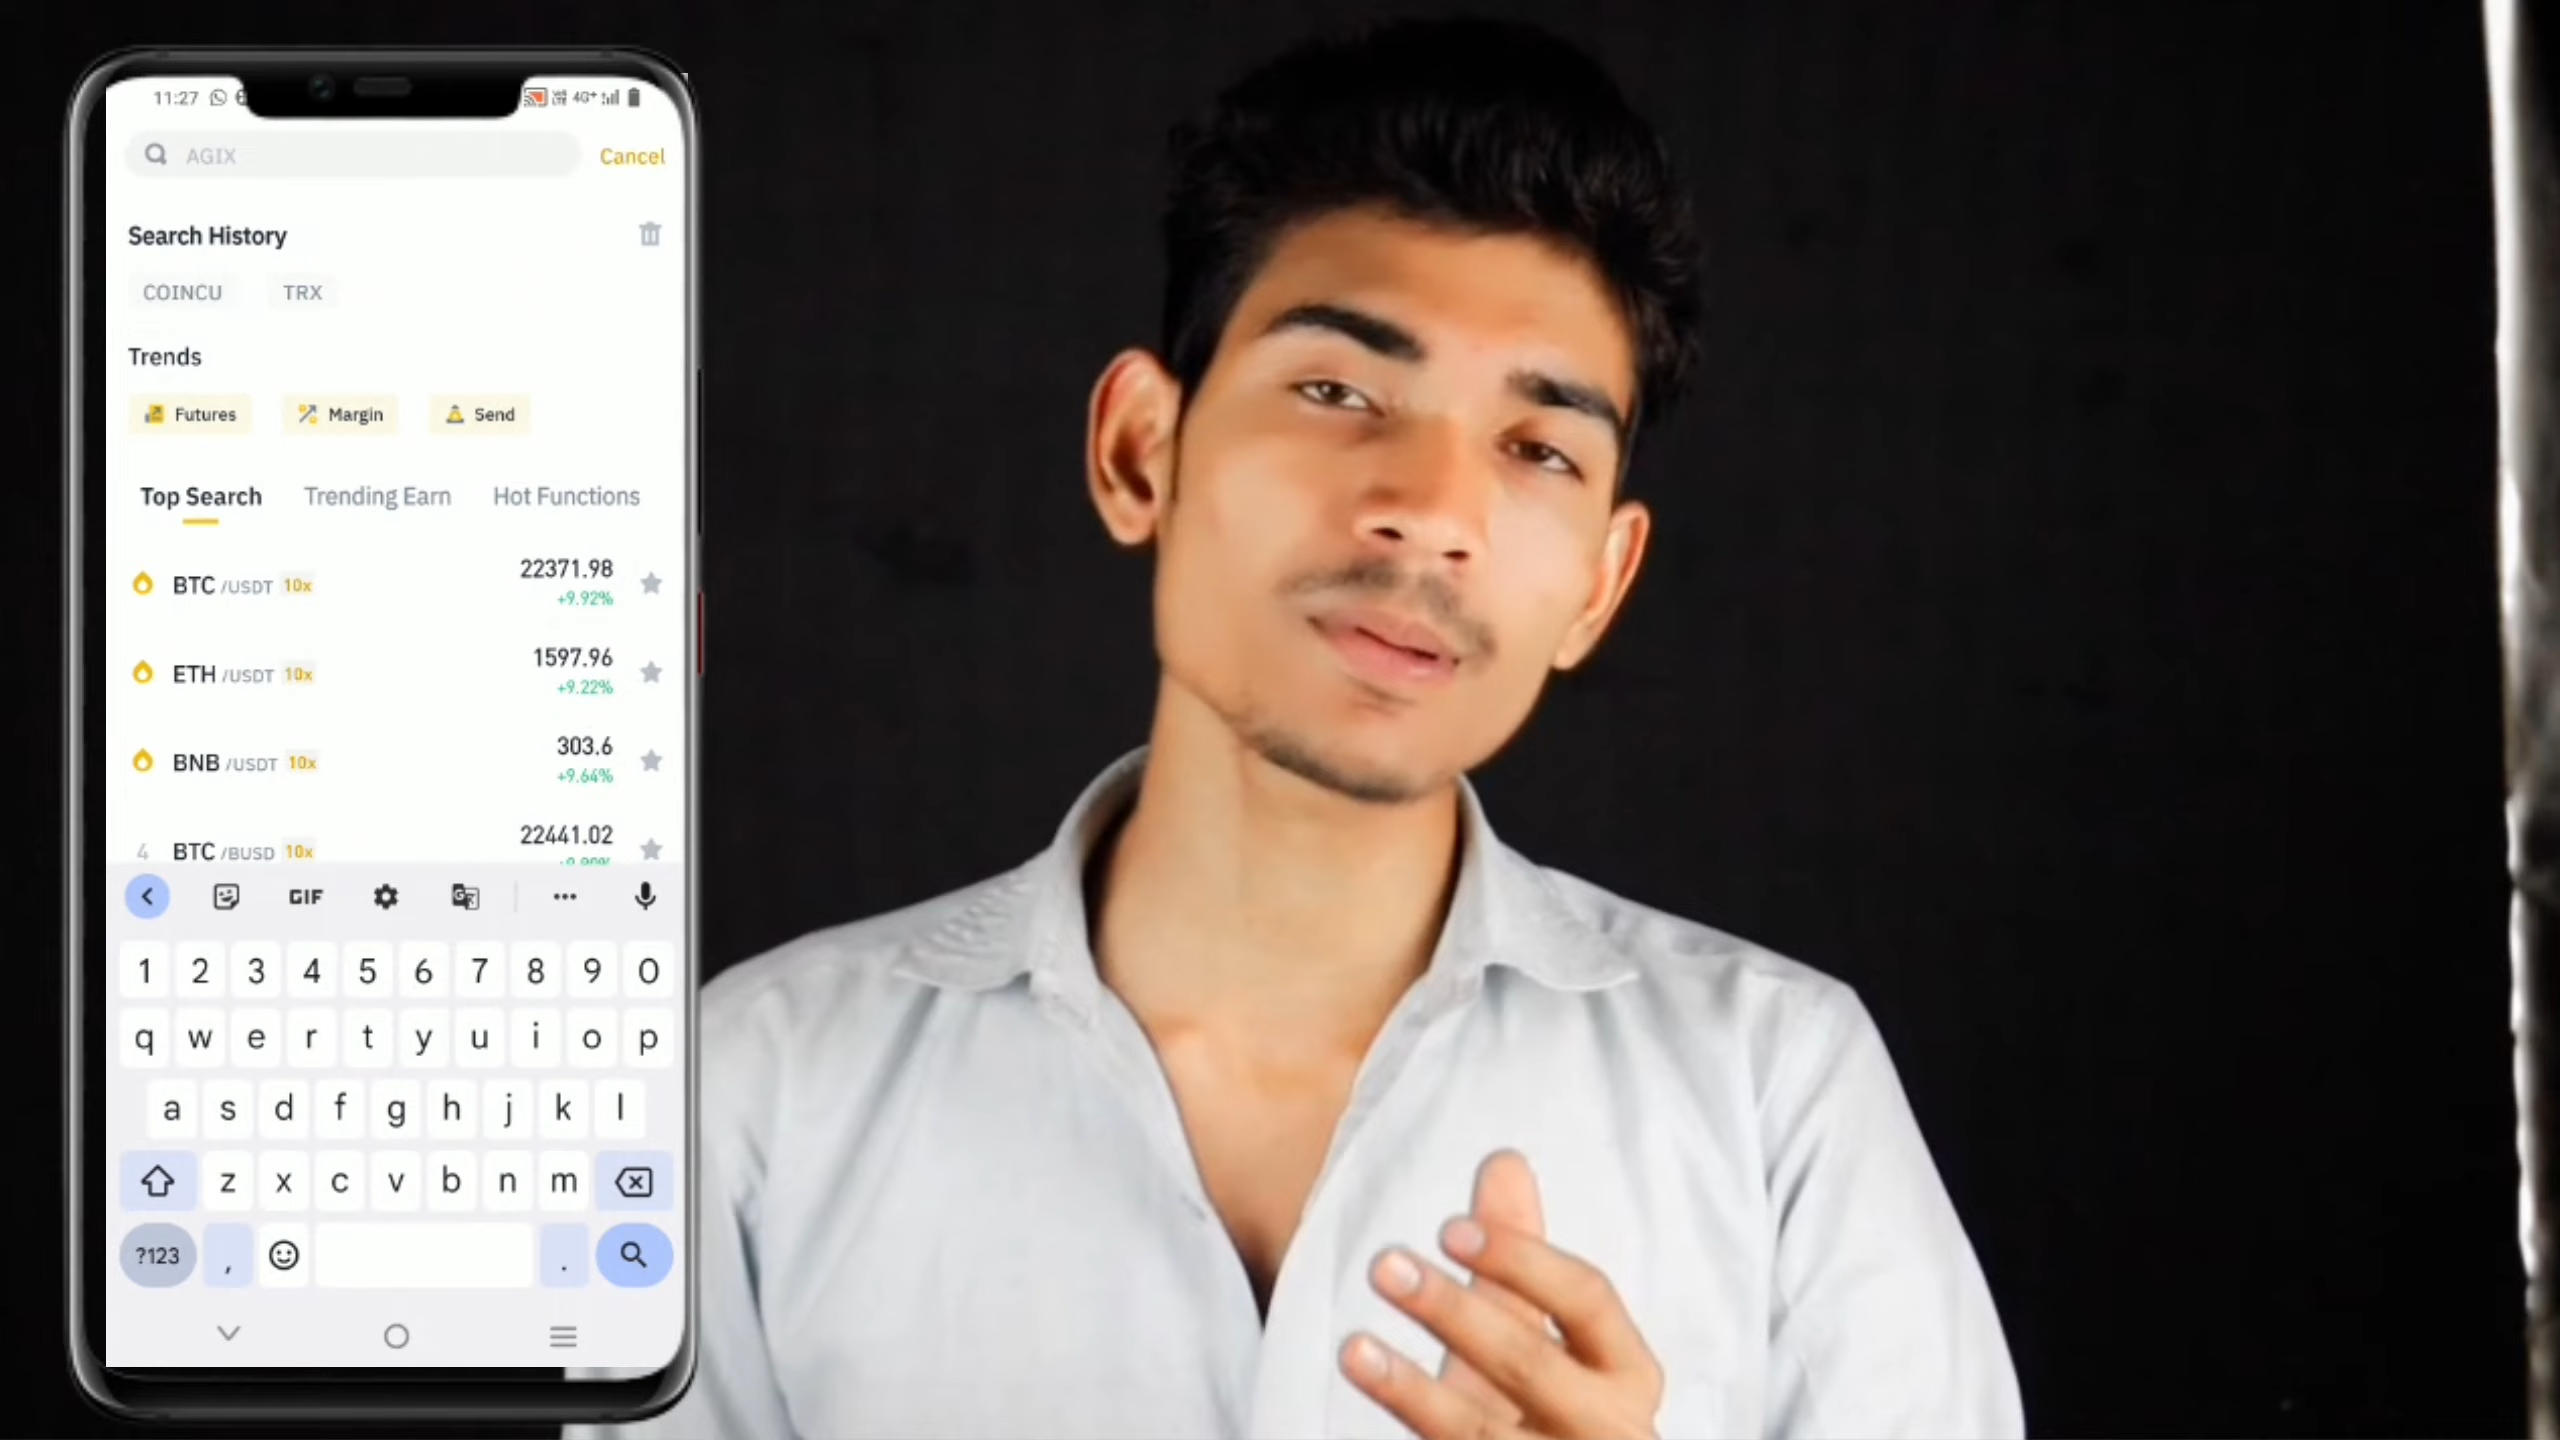 11:27 4G+
AGIX Cancel
Search History
COINCU TRX
Trends
Futures Margin Send
Top Search Trending Earn Hot Functions
BTC /USDT 10x 22371.98
+9.92%
ETH /USDT 10x 1597.96
+9.22%
BNB /USDT 10x 303.6
+9.64%
4 BTC /BUSD 10x 22441.02
GIF
1 2 3 4 5 6 7 8 9 0
q w e r t y u i o p
a s d f g h j k l
z x c v b n m
?123 , .